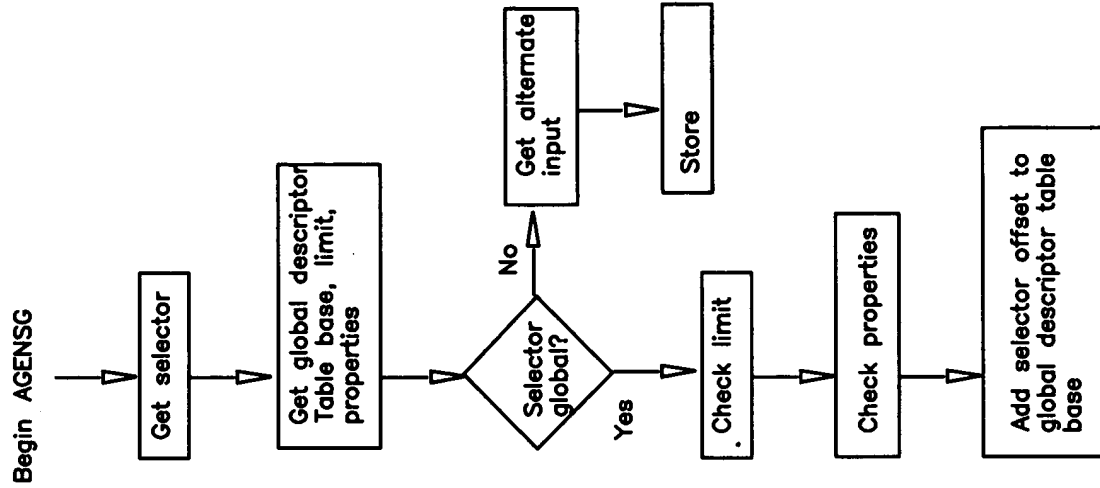 Begin AGENSG
Get selector
Get global descriptor
Table base, limit,
properties
Selector
global?
No
Get alternate
input
Store
Yes
Check limit
Check properties
Add selector offset to
global descriptor table
base